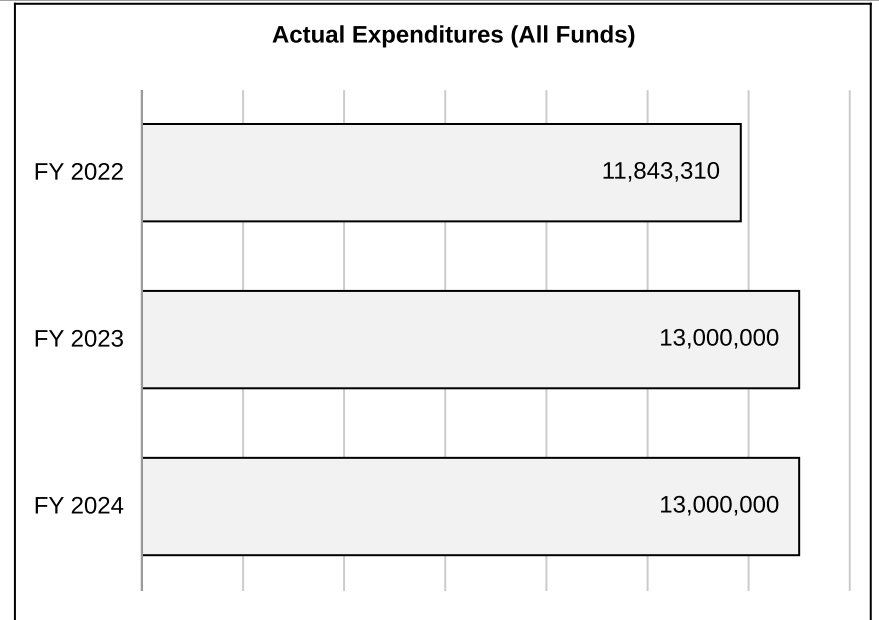 Actual Expenditures (All Funds)
FY 2022 11,843,310
FY 2023 13,000,000
FY 2024 13,000,000